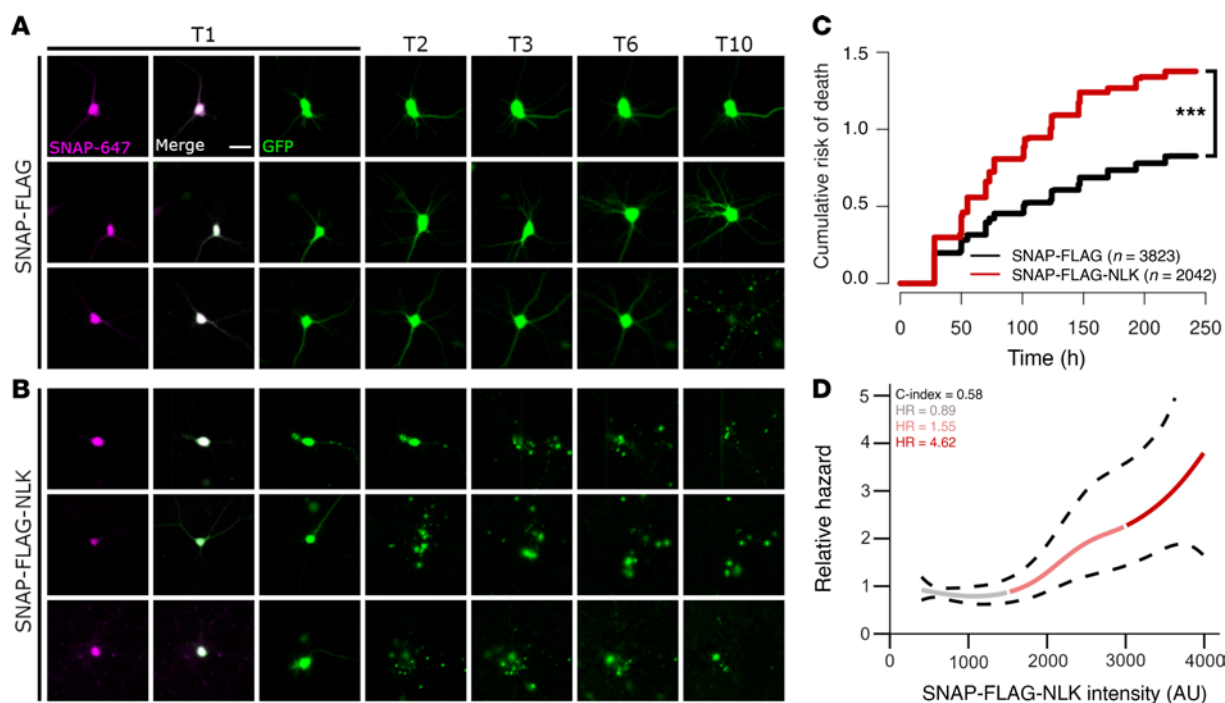 A
T1
T2
T3
T6
T10
SNAP-FLAG
SNAP-647
Merge
GFP
B
SNAP-FLAG-NLK
C
Cumulative risk of death
1.5
1.0
0.5
0.0
SNAP-FLAG (n = 3823)
SNAP-FLAG-NLK (n = 2042)
***
0 50 100 150 200 250
Time (h)
D
Relative hazard
5
4
3
2
1
0
C-index = 0.58
HR = 0.89
HR = 1.55
HR = 4.62
0 1000 2000 3000 4000
SNAP-FLAG-NLK intensity (AU)